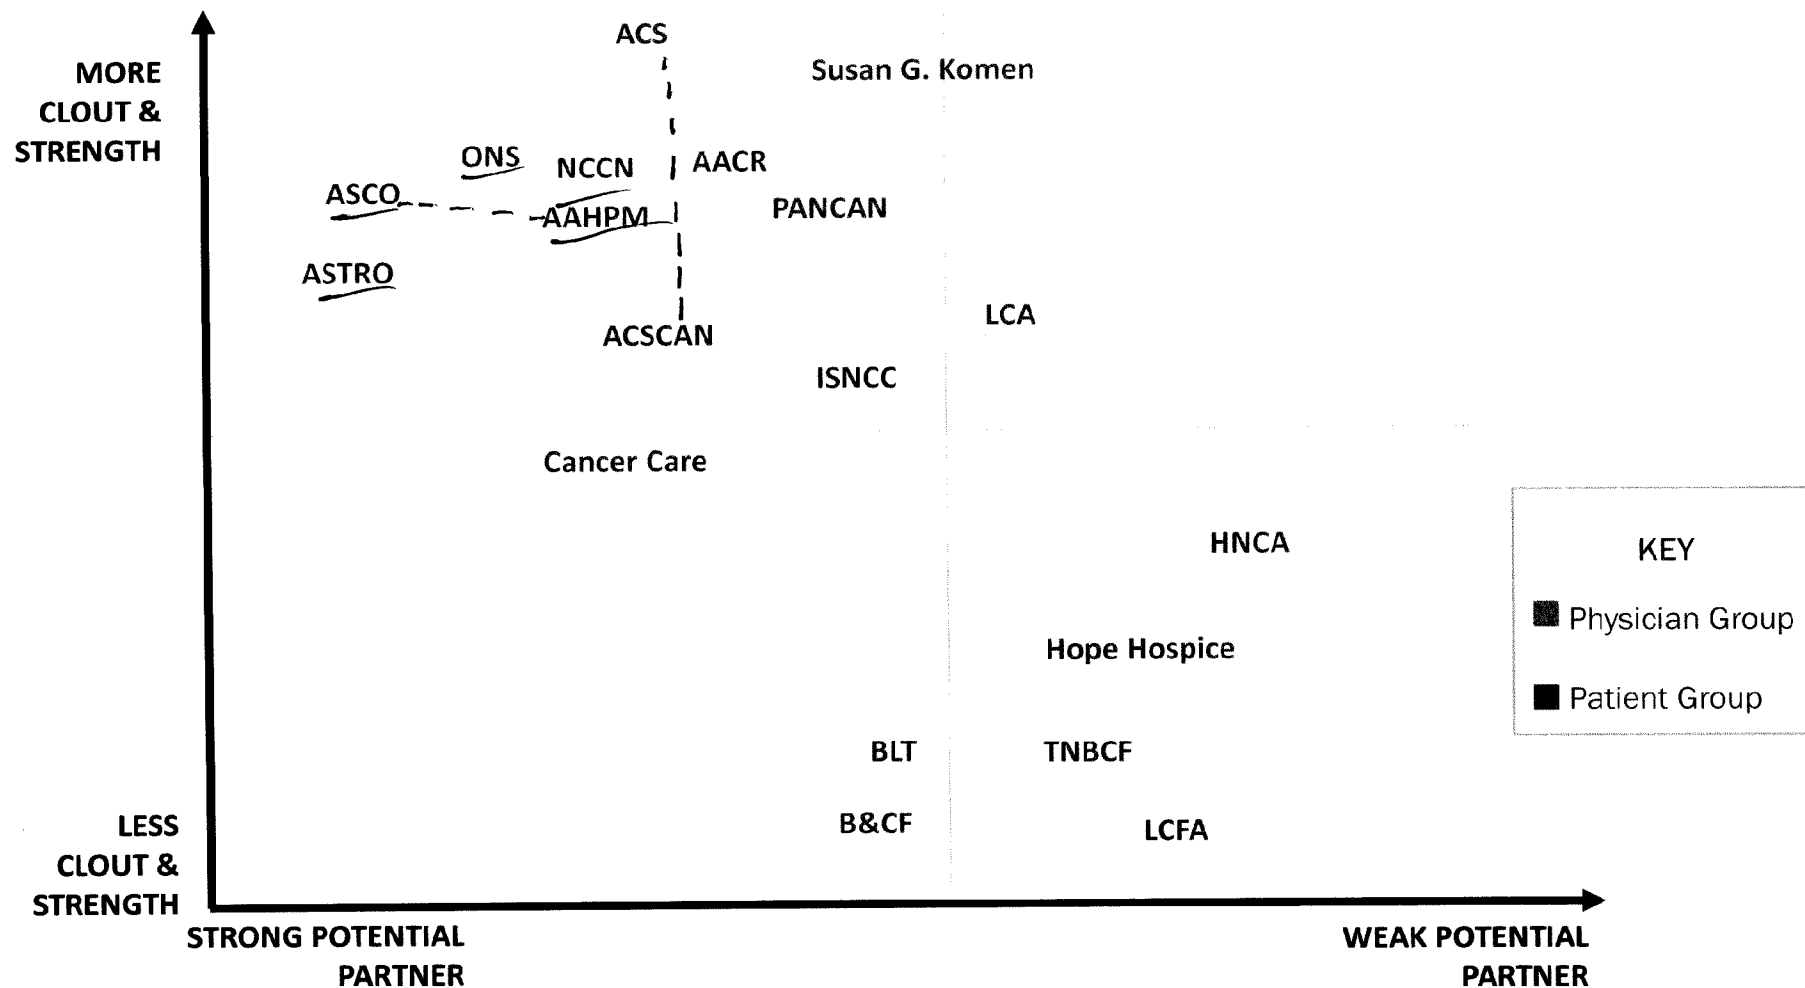 ACS
MORE
CLOUT &
STRENGTH
Susan G. Komen
ONS
NCCN
AACR
ASCO
AAHPM
PANCAN
ASTRO
ACSCAN
LCA
ISNCC
Cancer Care
HNCA
KEY
Physician Group
Patient Group
Hope Hospice
BLT
TNBCF
B&CF
LCFA
LESS
CLOUT &
STRENGTH
STRONG POTENTIAL
PARTNER
WEAK POTENTIAL
PARTNER